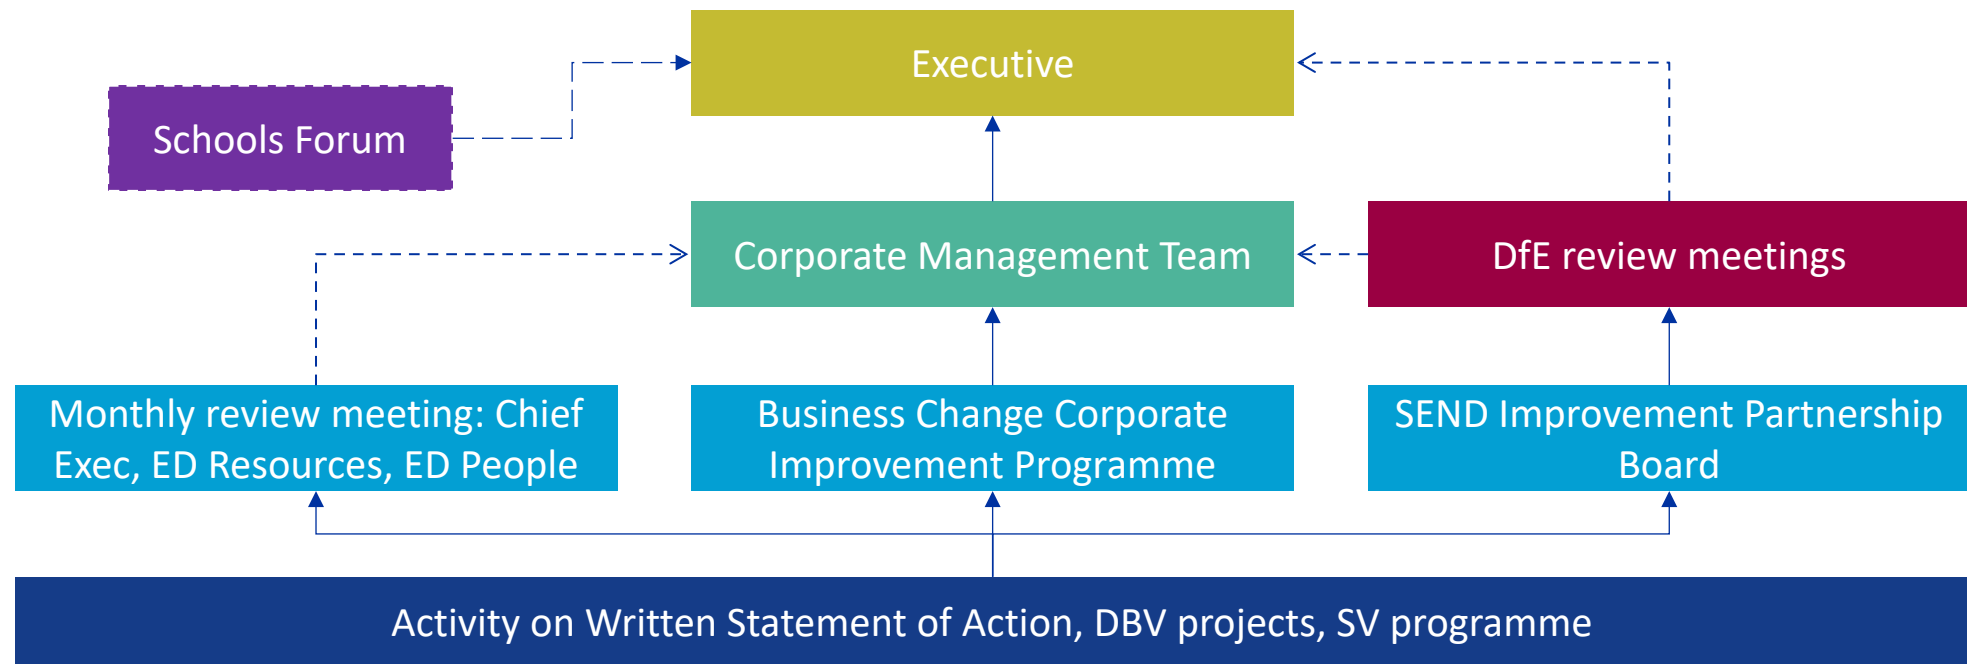 Executive
Schools Forum
Corporate Management Team
DfE review meetings
Monthly review meeting: Chief
Exec, ED Resources, ED People
Business Change Corporate
Improvement Programme
SEND Improvement Partnership
Board
Activity on Written Statement of Action, DBV projects, SV programme